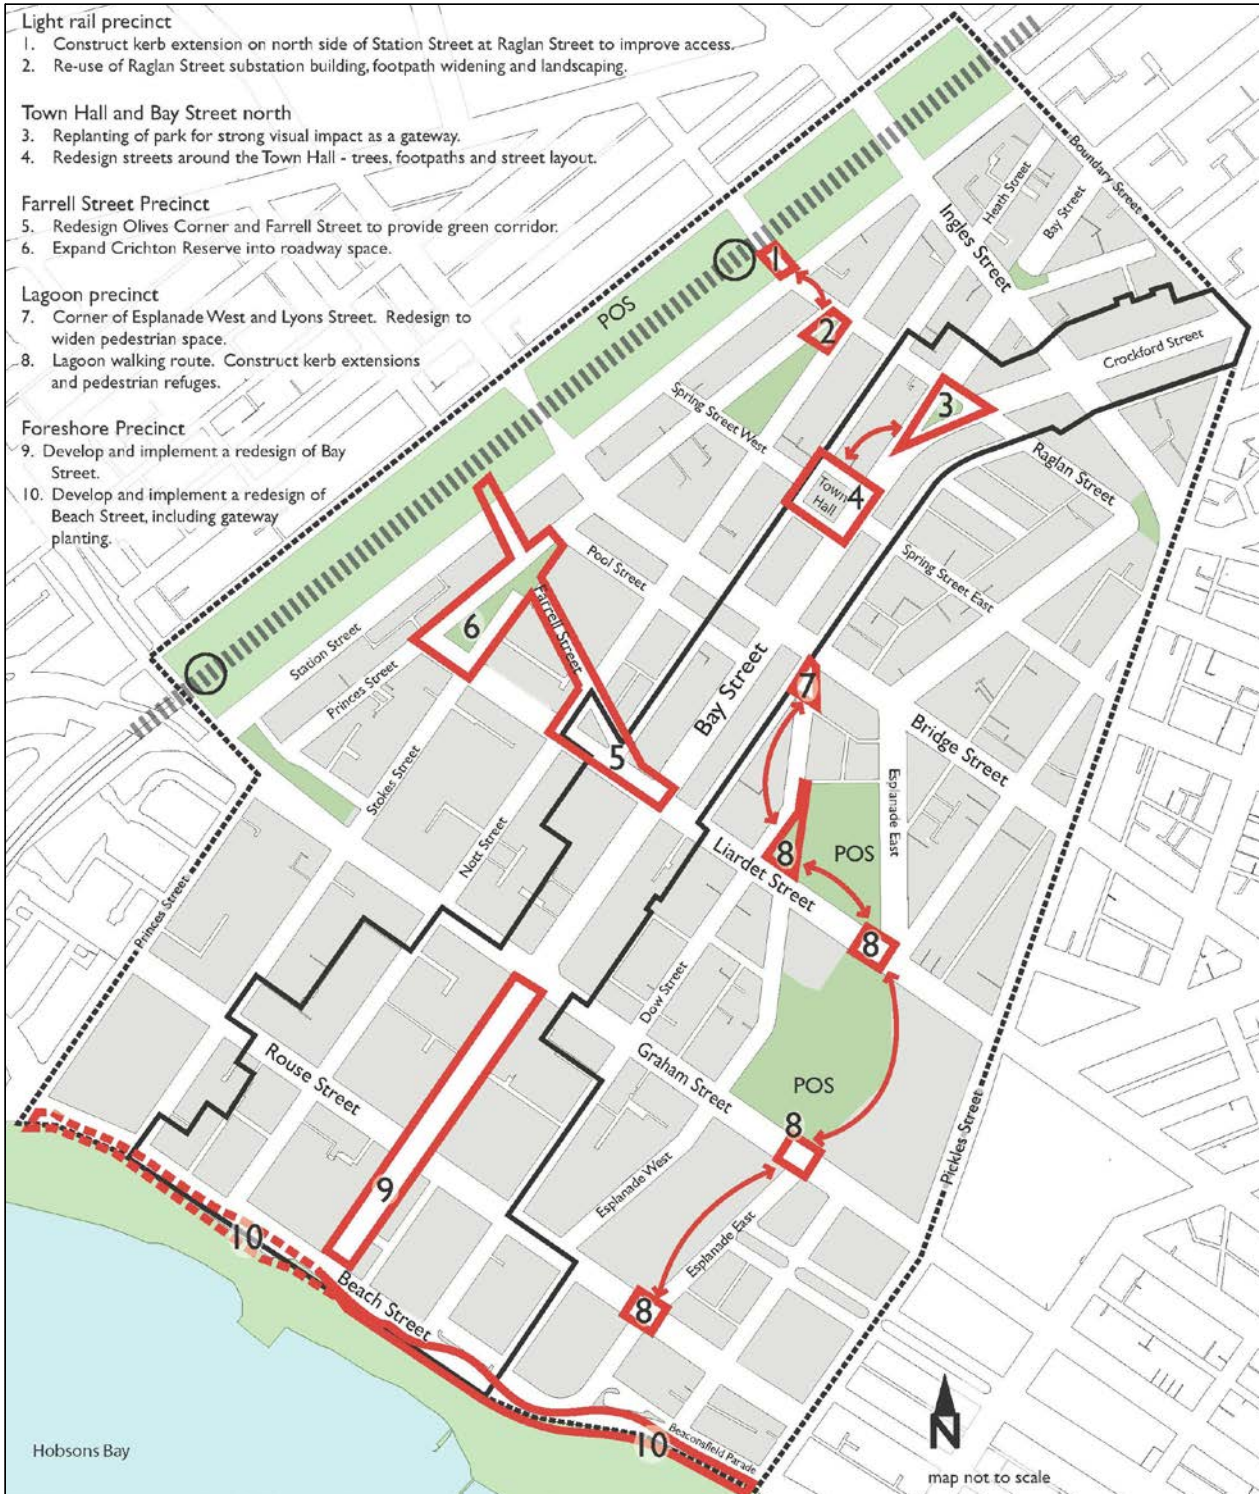 Light rail precinct
1. Construct kerb extension on north side of Station Street at Raglan Street to improve access.
2. Re-use of Raglan Street substation building, footpath widening and landscaping.
Town Hall and Bay Street north
3. Replanting of park for strong visual impact as a gateway.
4. Redesign streets around the Town Hall - trees, footpaths and street layout.
Farrell Street Precinct
5. Redesign Olives Corner and Farrell Street to provide green corridor.
6. Expand Crichton Reserve into roadway space.
Lagoon precinct
7. Corner of Esplanade West and Lyons Street. Redesign to
widen pedestrian space.
8. Lagoon walking route. Construct kerb extensions
and pedestrian refuges.
Foreshore Precinct
9. Develop and implement a redesign of Bay
Street.
10. Develop and implement a redesign of
Beach Street, including gateway
planting.
Boundary Street
Heath Street
Bay Street
Ingles Street
1
POS
2
Crockford Street
3
Spring Street West
Raglan Street
Town
Hall
4
Pool Street
Spring Street East
Farrell Street
6
Station Street
Princes Street
Bay Street
7
Bridge Street
5
Stokes Street
Esplanade East
Nott Street
8
POS
Liardet Street
Princes Street
8
Dow Street
Rouse Street
Graham Street
POS
8
Pickles Street
Esplanade West
9
10
Esplanade East
Beach Street
8
Beaconsfield Parade
10
N
Hobsons Bay
map not to scale